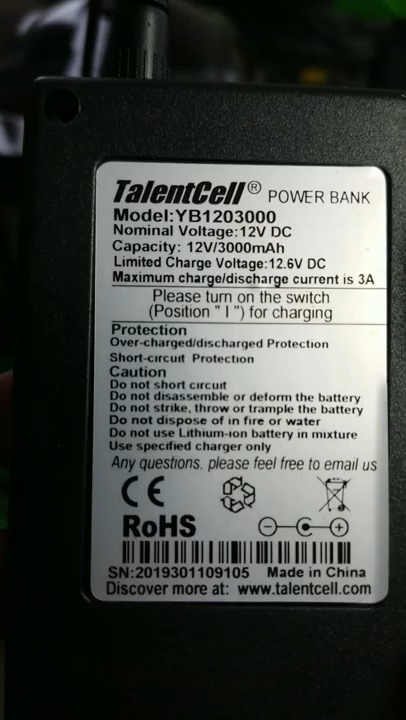 TalentCell® POWER BANK
Model:YB1203000
Nominal Voltage:12V DC
Capacity: 12V/3000mAh
Limited Charge Voltage:12.6V DC
Maximum charge/discharge current is 3A
Please turn on the switch
(Position " I ") for charging
Protection
Over-charged/discharged Protection
Short-circuit Protection
Caution
Do not short circuit
Do not disassemble or deform the battery
Do not strike, throw or trample the battery
Do not dispose of in fire or water
Do not use Lithium-ion battery in mixture
Use specified charger only
Any questions. please feel free to email us
CE
RoHS
SN:2019301109105 Made in China
Discover more at: www.talentcell.com